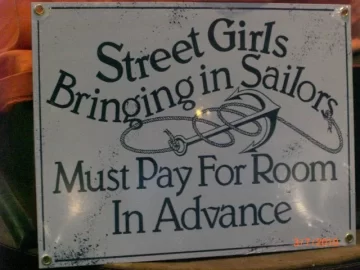 Street Girls
Bringing in Sailors
Must Pay For Room
In Advance